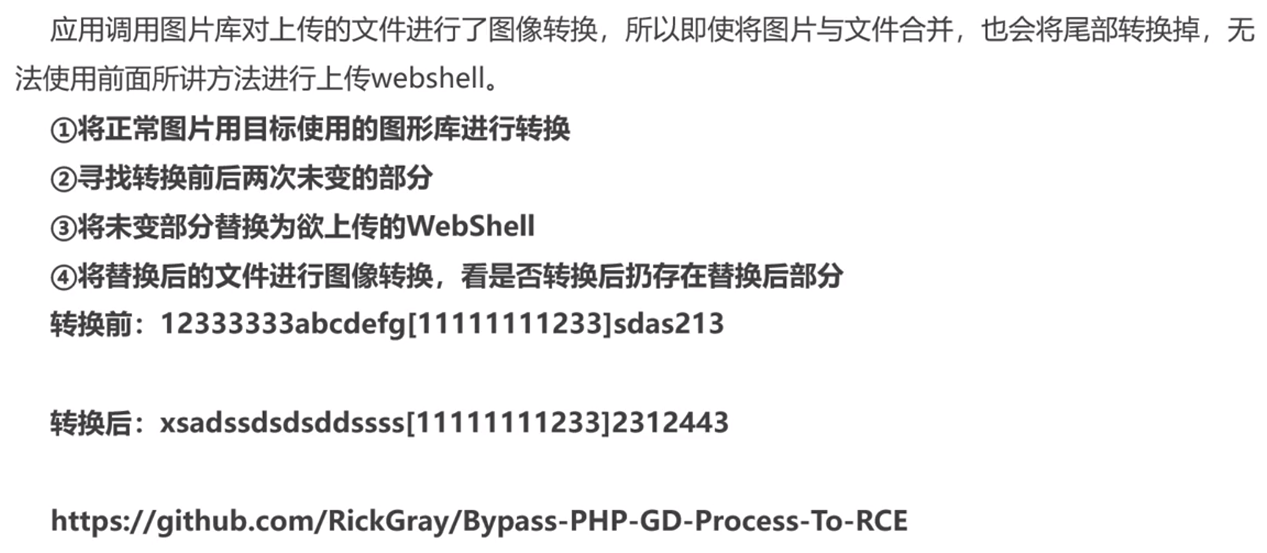 应用调用图片库对上传的文件进行了图像转换，所以即使将图片与文件合并，也会将尾部转换掉，无
法使用前面所讲方法进行上传webshell。
①将正常图片用目标使用的图形库进行转换
②寻找转换前后两次未变的部分
③将未变部分替换为欲上传的WebShell
④将替换后的文件进行图像转换，看是否转换后扔存在替换后部分
转换前：12333333abcdefg[11111111233]sdas213
转换后：xsadssdsdsddssss[11111111233]2312443
https://github.com/RickGray/Bypass-PHP-GD-Process-To-RCE